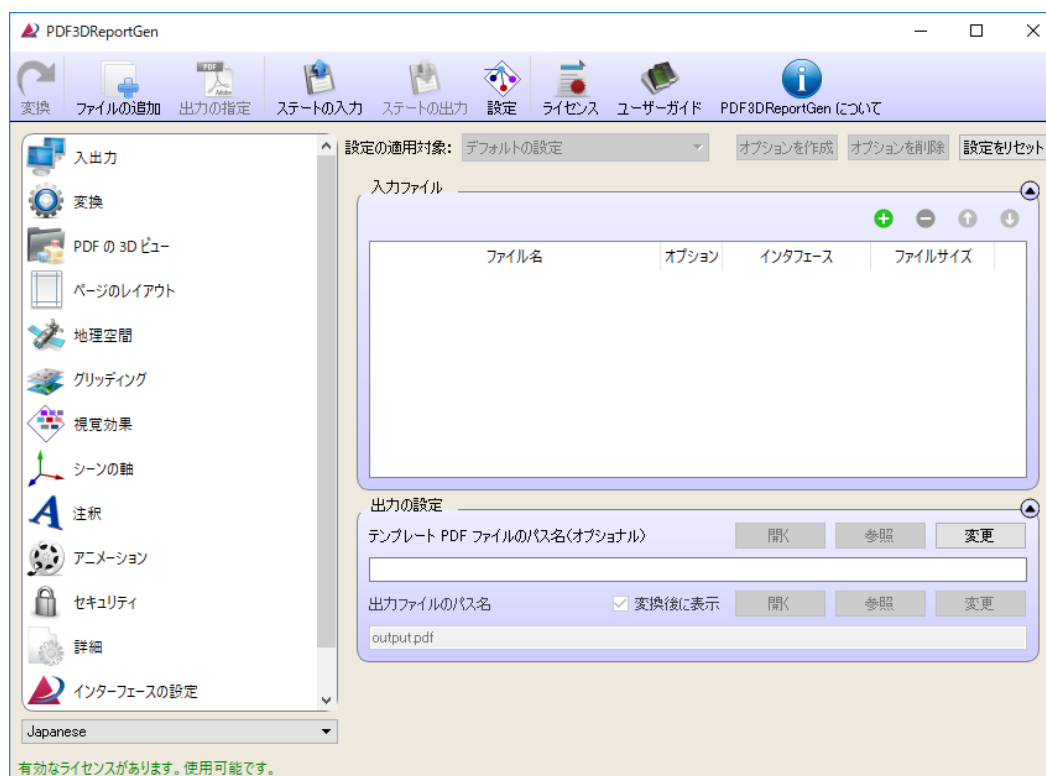 PDF3DReportGen
変換 ファイルの追加 出力の指定 ステートの入力 ステートの出力 設定 ライセンス ユーザーガイド PDF3DReportGen について
入出力
変換
PDF の 3D ビュー
ページのレイアウト
地理空間
グリッディング
視覚効果
シーンの軸
注釈
アニメーション
セキュリティ
詳細
インターフェースの設定
Japanese
有効なライセンスがあります。使用可能です。
設定の適用対象: デフォルトの設定 オプションを作成 オプションを削除 設定をリセット
入力ファイル
ファイル名 オプション インタフェース ファイルサイズ
出力の設定
テンプレート PDF ファイルのパス名(オプショナル) 開く 参照 変更
出力ファイルのパス名 変換後に表示 開く 参照 変更
output.pdf